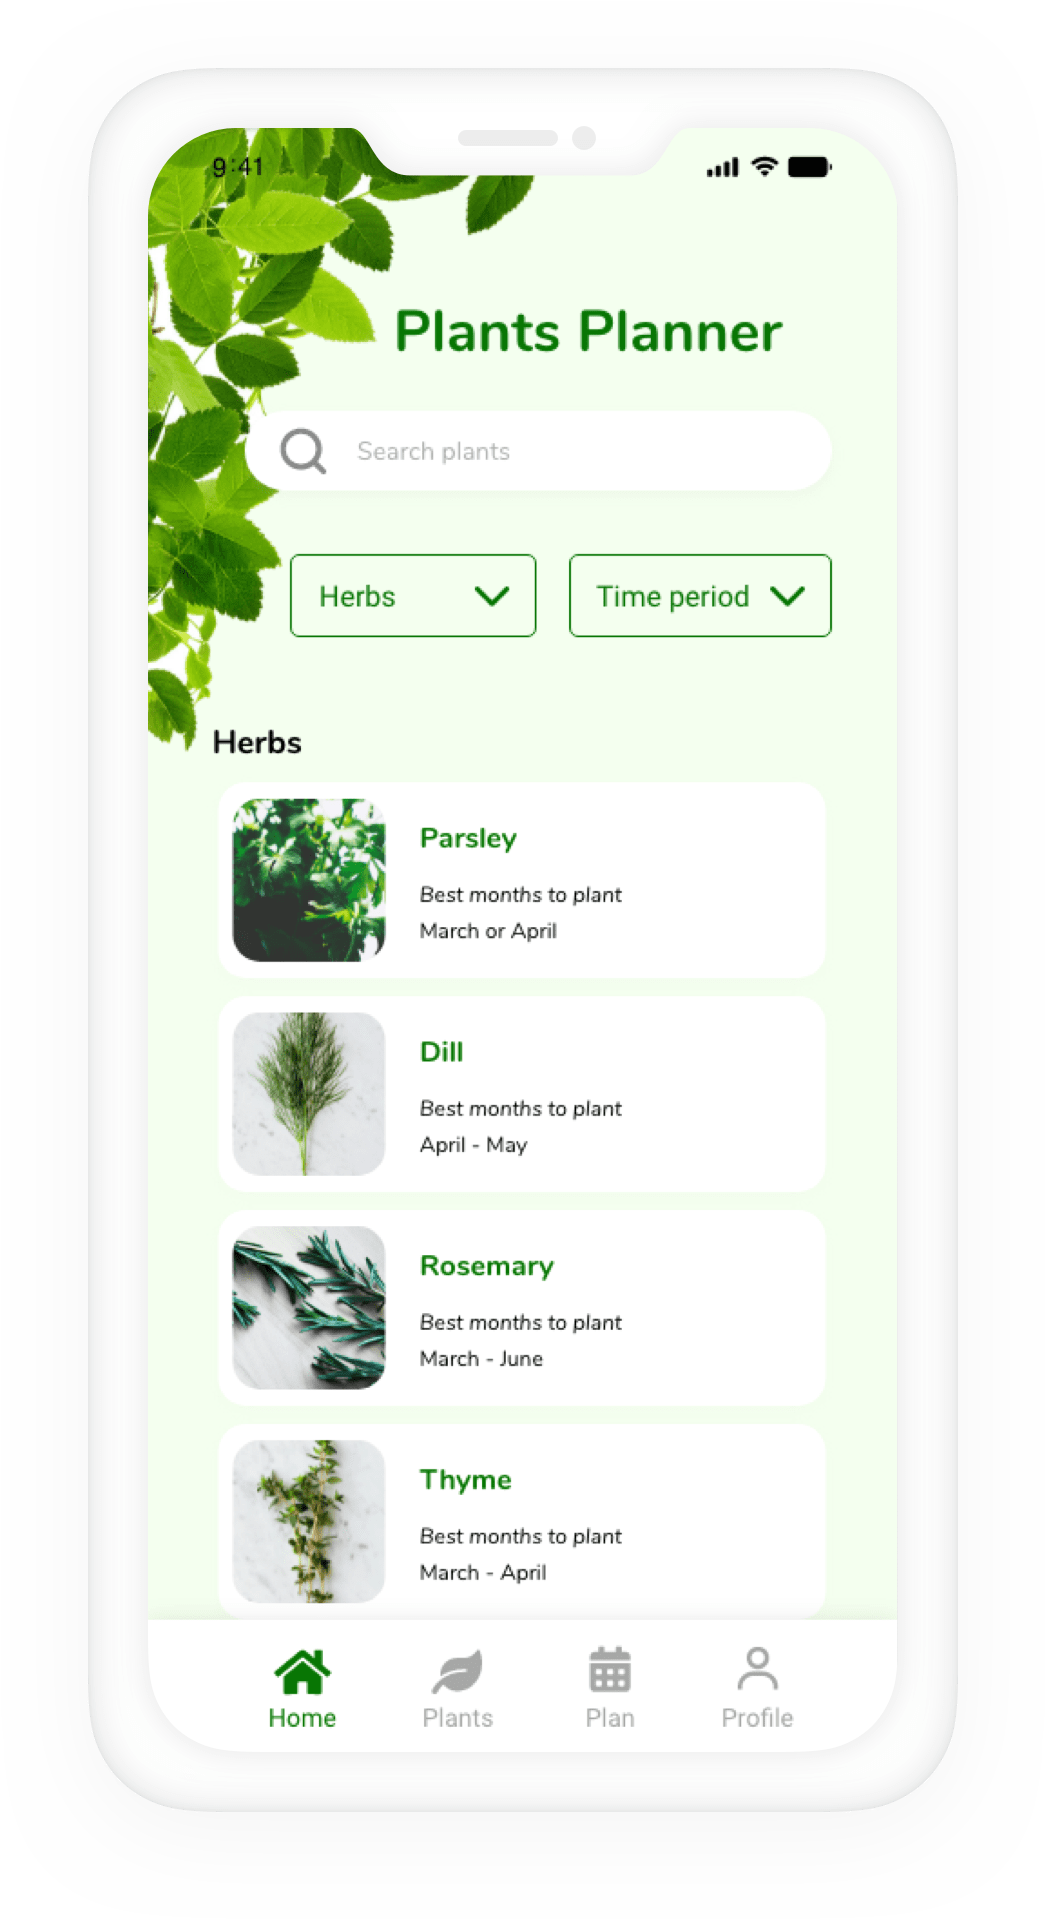 9:41
Plants Planner
Search plants
Herbs
Time period
Herbs
Parsley
Best months to plant
March or April
Dill
Best months to plant
April - May
Rosemary
Best months to plant
March - June
Thyme
Best months to plant
March - April
Home
Plants
Plan
Profile